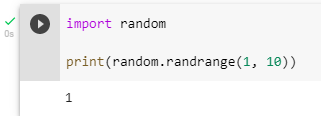 0s
import random
print(random.randrange(1, 10))
1